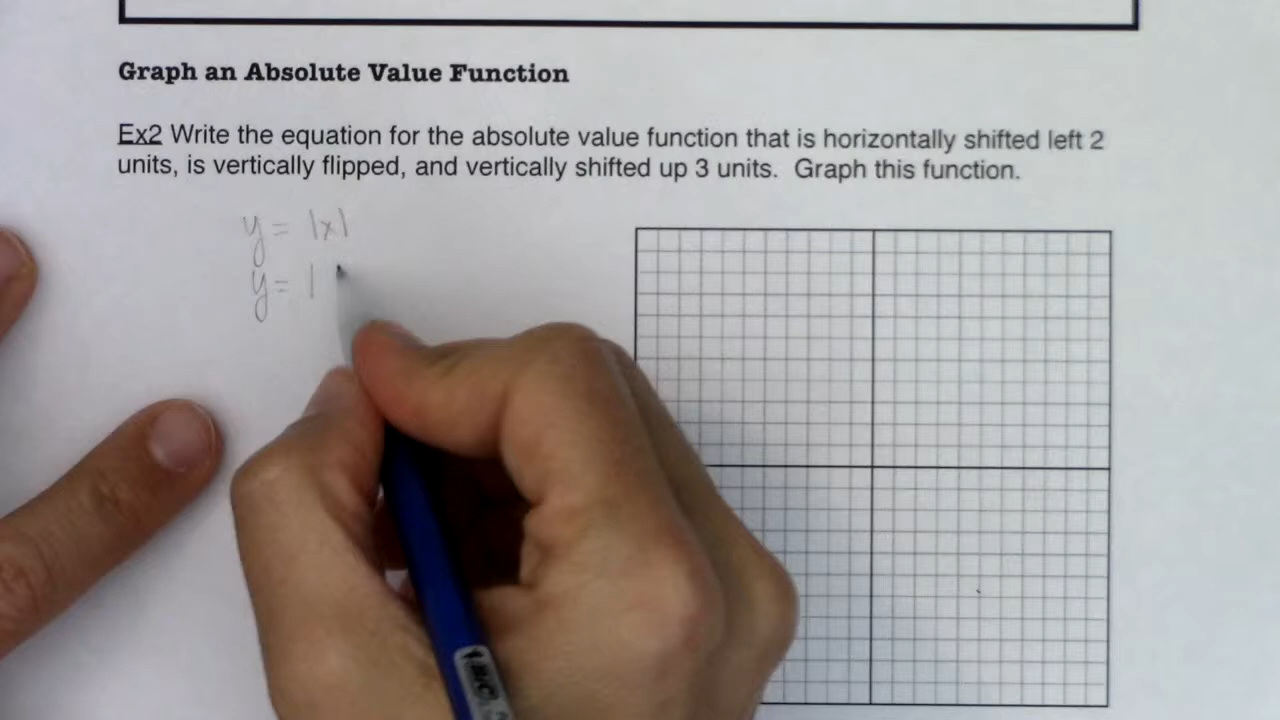 Graph an Absolute Value Function
Ex2 Write the equation for the absolute value function that is horizontally shifted left 2
units, is vertically flipped, and vertically shifted up 3 units. Graph this function.
y = |x|
y = |
BIC